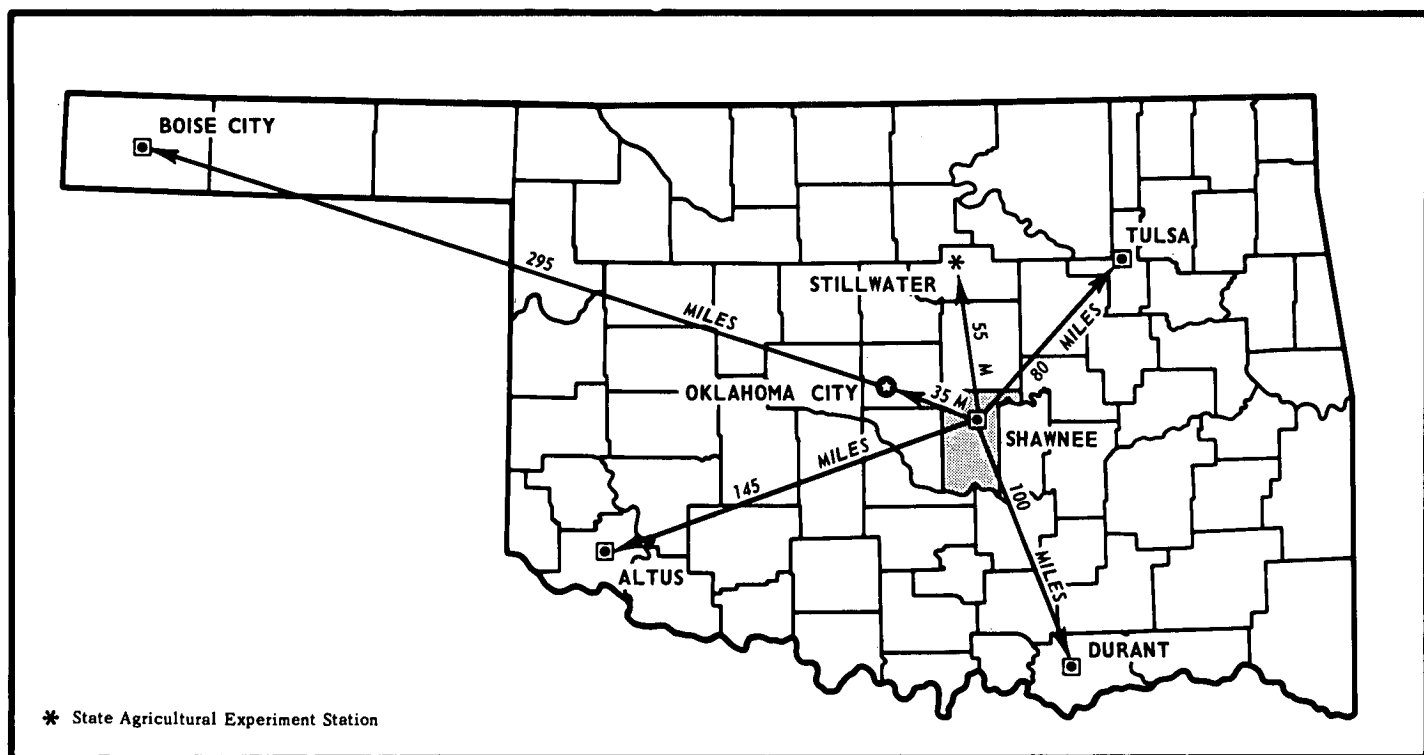 BOISE CITY
TULSA
295
MILES
STILLWATER
*
55 M
MILES
80
OKLAHOMA CITY
35 M
SHAWNEE
MILES
145
100
MILES
ALTUS
DURANT
* State Agricultural Experiment Station